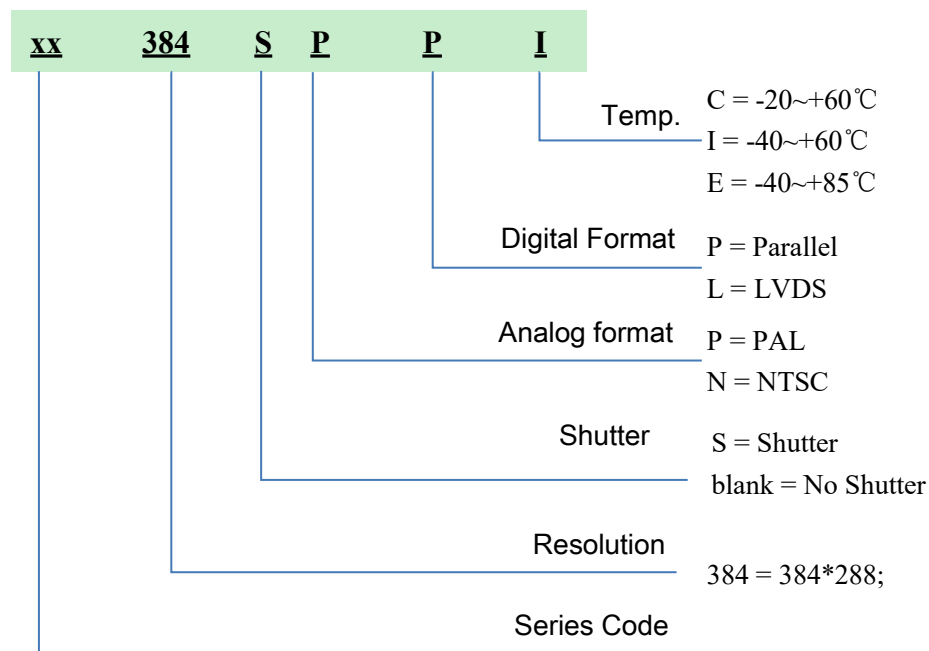 xx 384 S P P I
Temp.
C = -20~+60℃
I = -40~+60℃
E = -40~+85℃
Digital Format
P = Parallel
L = LVDS
Analog format
P = PAL
N = NTSC
Shutter
S = Shutter
blank = No Shutter
Resolution
384 = 384*288;
Series Code